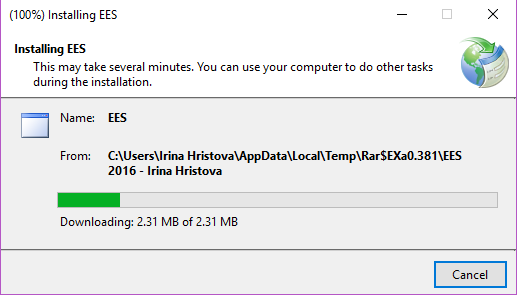 (100%) Installing EES
Installing EES
This may take several minutes. You can use your computer to do other tasks
during the installation.
Name: EES
From: C:\Users\Irina Hristova\AppData\Local\Temp\Rar$EXa0.381\EES
2016 - Irina Hristova
Downloading: 2.31 MB of 2.31 MB
Cancel